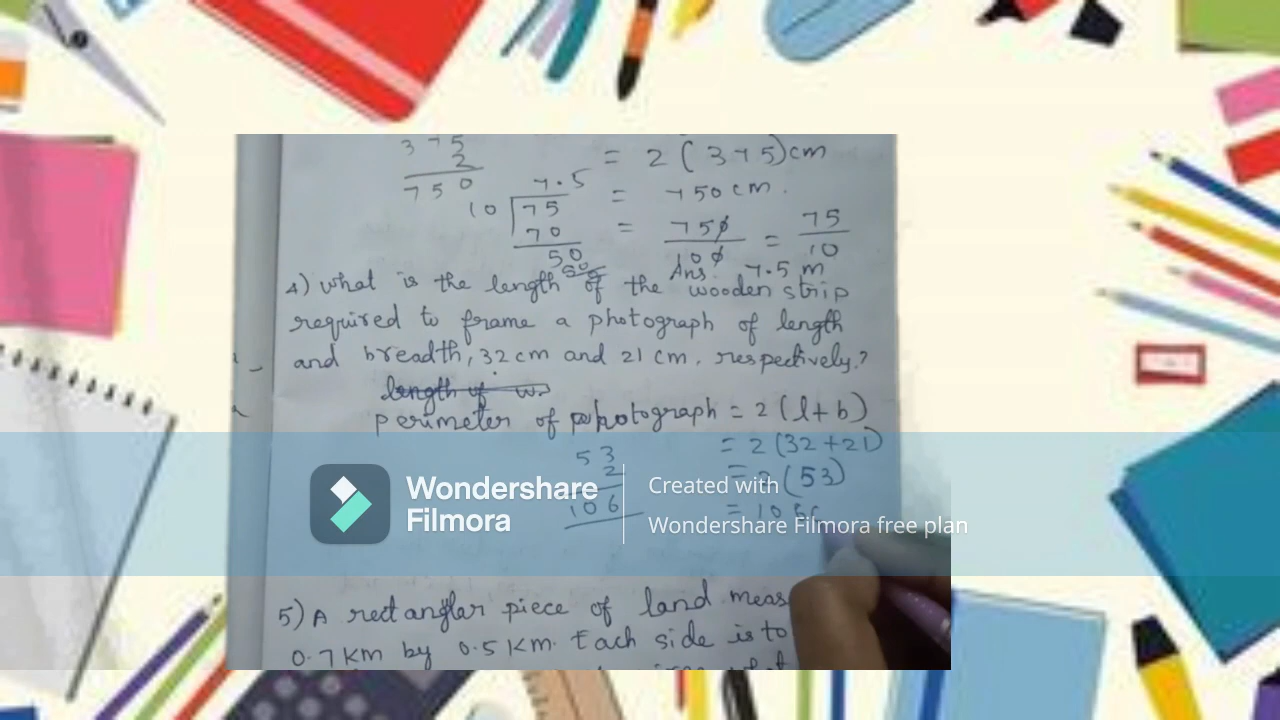 375
2
750
= 2 (375) cm
= 750 cm.
7.5
10 75
70
50
50
= 750/100 = 75/10
Ans. 7.5 m
4) What is the length of the wooden strip
required to frame a photograph of length
and breadth, 32 cm and 21 cm. respectively.?
length of w
perimeter of photograph = 2 (l+b)
= 2 (32+21)
= 2 (53)
= 106 c
53
2
106
Wondershare
Filmora
Created with
Wondershare Filmora free plan
5) A rectangler piece of land meas
0.7 KM by 0.5 KM. Each side is to